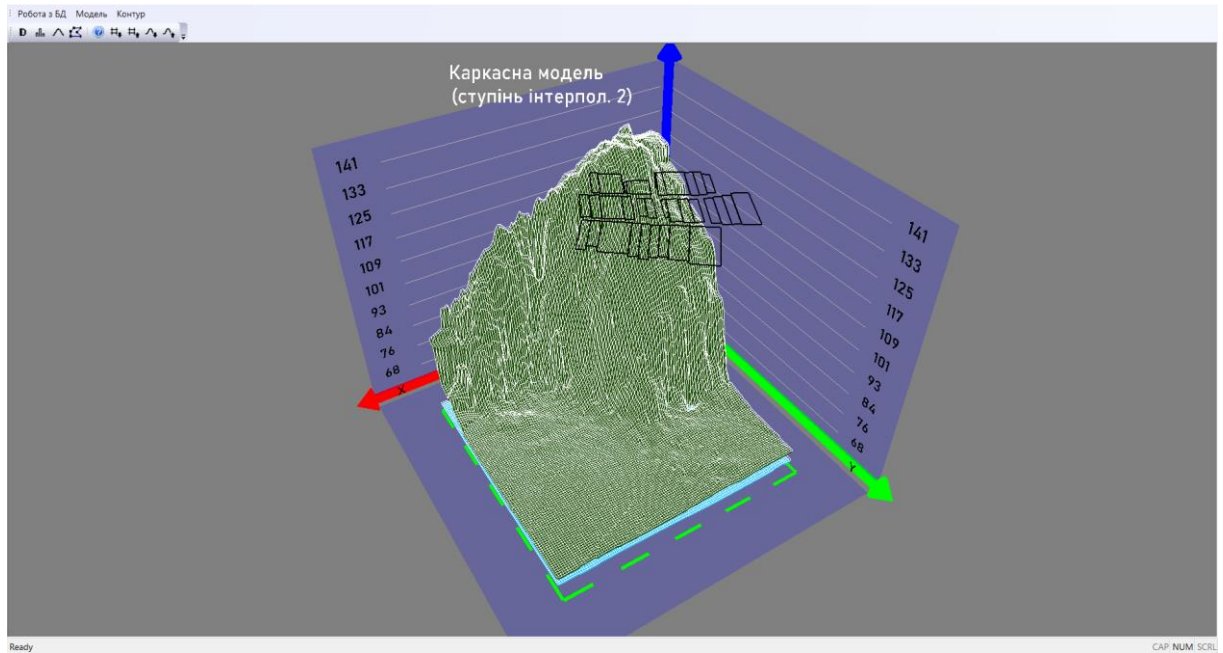 Робота з БД Модель Контур
D
Каркасна модель
(ступінь інтерпол. 2)
141
133
125
117
109
101
93
84
76
68
X
141
133
125
117
109
101
93
84
76
68
Y
Ready
CAP NUM SCRL